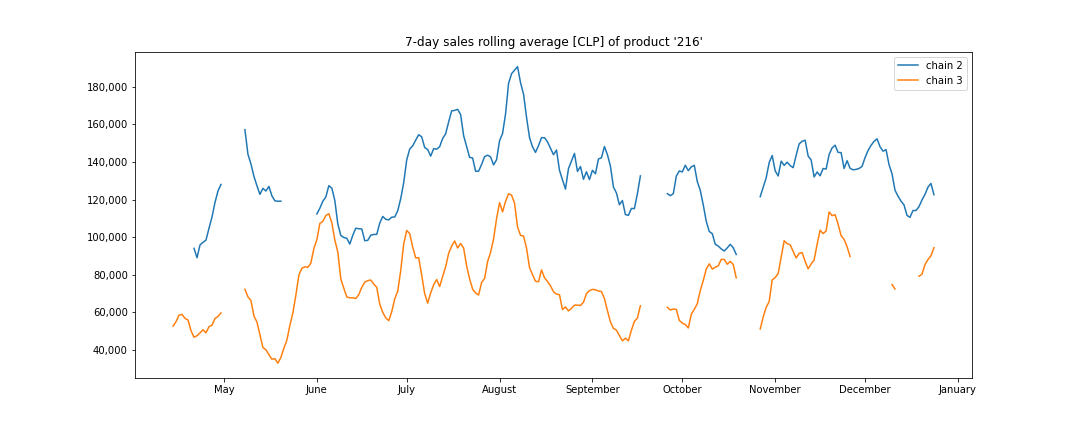 7-day sales rolling average [CLP] of product '216'
chain 2
chain 3
180,000
160,000
140,000
120,000
100,000
80,000
60,000
40,000
May June July August September October November December January